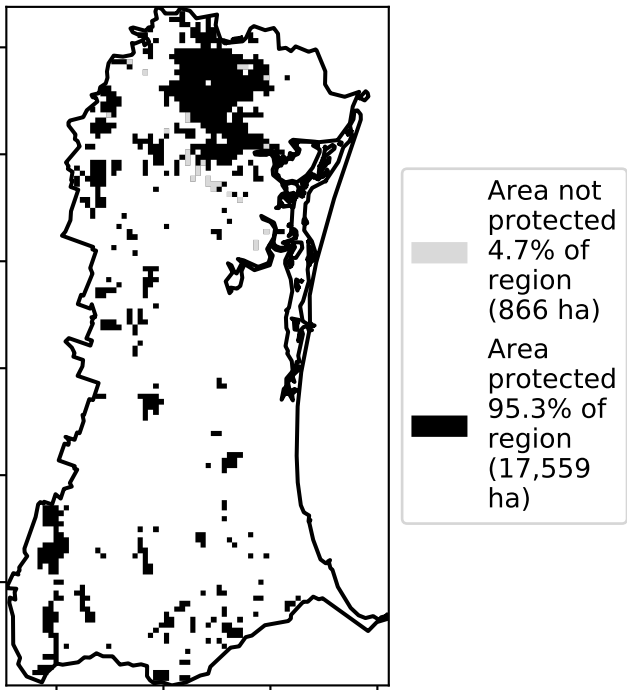 Area not
protected
4.7% of
region
(866 ha)
Area
protected
95.3% of
region
(17,559
ha)